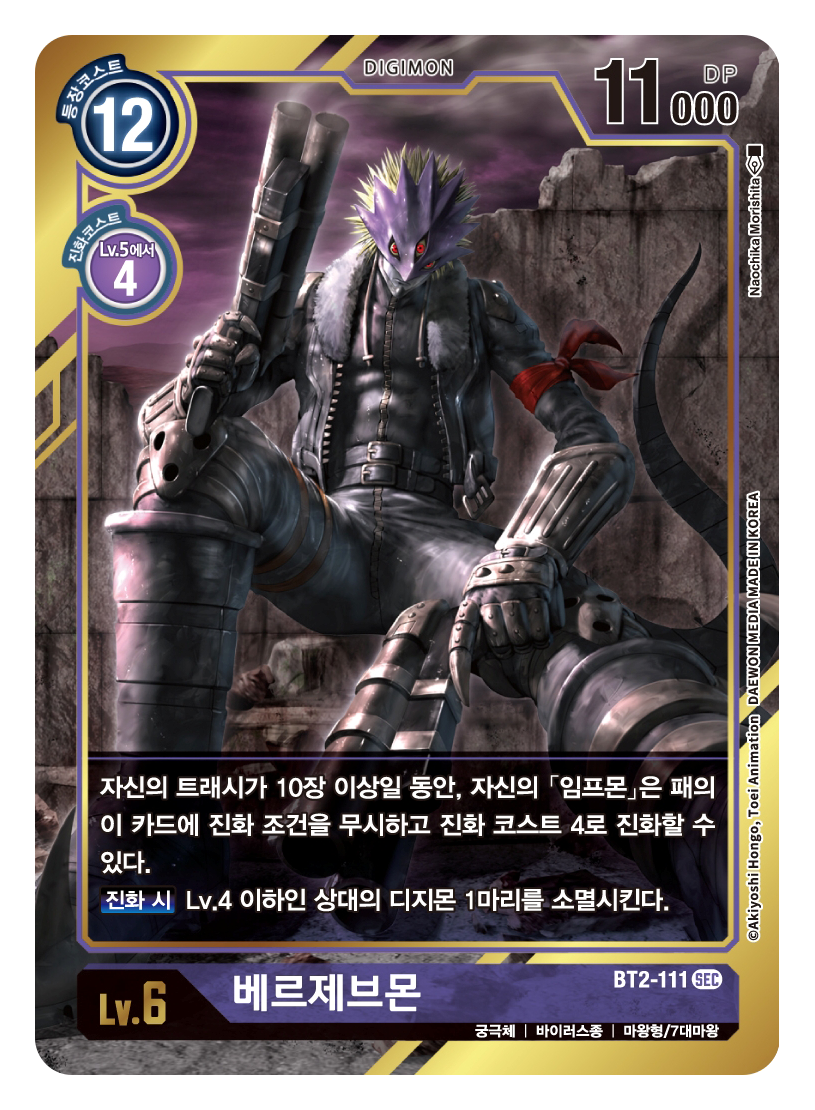 DIGIMON
등장코스트
12
11000
DP
진화코스트
Lv.5에서
4
Naochika Morishita
자신의 트래시가 10장 이상일 동안, 자신의 「임프몬」은 패의
이 카드에 진화 조건을 무시하고 진화 코스트 4로 진화할 수
있다.
진화 시 Lv.4 이하인 상대의 디지몬 1마리를 소멸시킨다.
©Akiyoshi Hongo, Toei Animation DAEWON MEDIA MADE IN KOREA
Lv.6
베르제브몬
BT2-111 SEC
궁극체 | 바이러스종 | 마왕형/7대마왕